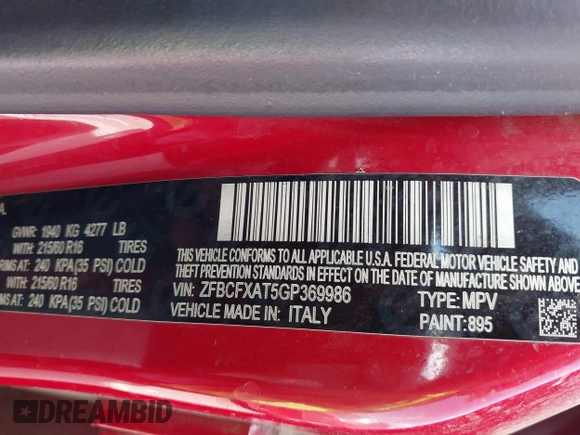 AL
GVWR: 1940 KG 4277 LB
WITH: 215/60 R16 TIRES
RIMS AT: 240 KPA(35 PSI) COLD
WITH: 215/60 R16 TIRES
RMS AT: 240 KPA(35 PSI) COLD
THIS VEHICLE CONFORMS TO ALL APPLICABLE U.S.A. FEDERAL MOTOR VEHICLE SAFETY AND
THEFT PREVENTION STANDARDS IN EFFECT ON THE DATE OF MANUFACTURE SHOWN ABOVE
VIN: ZFBCFXAT5GP369986 TYPE: MPV
VEHICLE MADE IN: ITALY PAINT: 895
DREAMBID